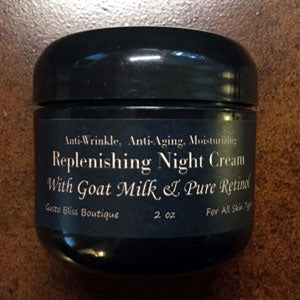 Anti-Wrinkle, Anti-Aging, Moisturizing
Replenishing Night Cream
With Goat Milk & Pure Retinol
Gusto Bliss Boutique 2 oz For All Skin Types